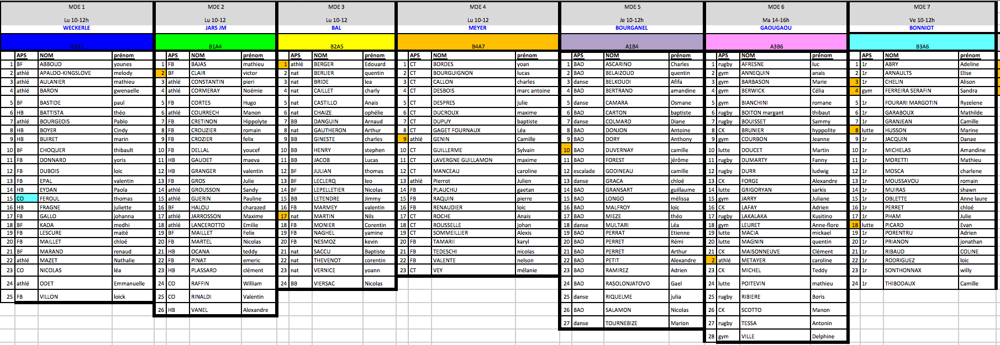 MDE 1
Lu 10-12h
WECKERLE
A2B5
APS NOM prénom
1 BF ABBOUD younes
2 athlé APALOO-KINGSLOVE melody
3 athlé AULANIER mathieu
4 athlé BARON gwenaelle
5 BF BASTIDE paul
6 HB BATTISTA théo
7 athlé BOURGEOIS Pablo
8 HB BOYER Cindy
9 HB BUIRET marin
10 BF CHOQUER thibault
11 FB DONNARD yoris
12 FB DUBOIS loic
13 FB EPAL valentin
14 HB EYDAN Paola
15 CO FEROUL thomas
16 HB FRAGNE juliette
17 FB GALLO johanna
18 BF KADA medhi
19 FB LESCURE maité
20 FB MAILLET chloé
21 BF MARAND renaud
22 athlé MAZET Nathalie
23 CO NICOLAS léa
24 athlé ODET Emmanuelle
25 FB VILLON loick
MDE 2
Lu 10-12
JARS JM
B1A4
APS NOM prénom
1 FB BAJAS mathieu
2 BF CLAIR victor
3 athlé CONSTANTIN pieri
4 athlé CORMERAY Noémie
5 FB CORTES Hugo
6 athlé COURRECH Manon
7 FB CRETINON Hippolyte
8 FB CROUZIER romain
9 FB CROZIER felix
10 FB DELLAL youcef
11 HB GAUDET maeva
12 HB GRANGER valentin
13 FB GROS Julie
14 athlé GROUSSON Sandy
15 athlé GUERIN Pauline
16 BF HALOU charazed
17 athlé JARROSSON Maxime
18 athlé LANCEROTTO Emilie
19 BF MAILLET Felix
20 FB MARTEL Nicolas
21 HB OCANA teddy
22 FB PINAT emeric
23 HB PLASSARD clément
24 CO RAFFIN William
25 CO RINALDI Valentin
26 HB VANEL Alexandre
MDE 3
Lu 10-12
BAL
B2A5
APS NOM prénom
1 athlé BERGER Edouard
2 nat BERLIER quentin
3 nat BRIDE lea
4 nat CAILLET charly
5 nat CASTILLO Anais
6 nat CHAIZE ophélie
7 BB DANGUIN Arnaud
8 nat GAUTHERON Arthur
9 BB GINESTE charles
10 BB HENRY stephen
11 BB JACOB Lucas
12 BF JULIAN thomas
13 BF LECLERQ leo
14 BF LEPELLETIER Nicolas
15 BB LETENDRE Jimmy
16 FB MARMEY valentin
17 nat MARTIN Nils
18 FB MONIER Corentin
19 FB NAGHEL yamine
20 FB NESMOZ kevin
21 nat SACCU Baptiste
22 nat THEVENOT corentin
23 nat VERNICE yoann
24 BB VIERSAC Nicolas
MDE 4
Lu 10-12
MEYER
B4A7
APS NOM prénom
1 CT BORDES yoan
2 CT BOURGUIGNON lucas
3 CT CALLON charles
4 CT DESBOIS marc antoine
5 CT DESPRES julie
6 CT DUCROUX maxime
7 CT DUPUY baptiste
8 CT GAGET FOURNAUX Léa
9 athlé GENIN Camille
10 CT GUILLERME Sylvain
11 CT LAVERGNE GUILLAMON maxime
12 CT MANCEAU caroline
13 athlé Pierrot Julien
14 FB PLAUCHU gaetan
15 FB RAQUIN pierre
16 FB RENAUDIER loic
17 CT ROCHE Anais
18 CT ROUSSELLE johan
19 CT SOMMEILLIER Alexis
20 FB TAMARII karyl
21 FB TEDESCHI nicolas
22 FB VALENTE nelson
23 CT VEY mélanie
MDE 5
Je 10-12h
BOURGANEL
A1B4
APS NOM prénom
1 BAD ASCARINO Charles
2 BAD BELAIZOUD quentin
3 danse BELKOUDI Afifa
4 BAD BERTRAND amandine
5 danse CAMARA Osmane
6 BAD CARTON baptiste
7 danse COLMARD Diane
8 BAD DONJON Antoine
9 BAD DORY Anthony
10 BAD DUVERNAY camille
11 BAD FOREST jérôme
12 escalade GODINEAU camille
13 danse GRACA chloé
14 BAD GRANSART guillaume
15 BAD LONGO mélissa
16 BAD MALFROY loic
17 BAD MIEZE théo
18 danse MULTARI Léa
19 BAD PERRAT Etienne
20 BAD PERRET Rémi
21 BAD PERRET Arthur
22 BAD PETIT Alexandre
23 BAD RAMIREZ Adrien
24 BAD RASOLONJATOVO Gael
25 danse RIQUELME julia
26 BAD SALAMON Nicolas
27 danse TOURNEBIZE Marion
MDE 6
Ma 14-16h
GAOUGAOU
A3B6
APS NOM prénom
1 rugby AFRESNE luc
2 gym ANNEQUIN anais
3 gym BARBASON Marie
4 gym BERWICK Célia
5 gym BIANCHINI romane
6 rugby BOITON margant thibaut
7 rugby BOUISSET Sammy
8 CK BRUNIER hyppolite
9 gym COURBON Jeanne
10 lutte DOUCET Martin
11 rugby DUMARTY Fanny
12 rugby DURR ludwig
13 CK FORGE Alexandre
14 lutte GRIGORYAN sarkis
15 gym JARRY Juliane
16 CK LAFAY Adrien
17 rugby LAKALAKA Kusitino
18 gym LEURET Anne-flore
19 lutte MACIA mickael
20 lutte MAGNIN quentin
21 CK MAISONNEUVE Clément
2 athlé METAYER caroline
23 CK MICHEL Teddy
24 lutte POITEVIN mathieu
25 rugby RIBIERE Boris
26 CK SCOTTO Manon
27 rugby TESSA Antonin
28 gym VILLE Delphine
MDE 7
Ve 10-12h
BONNIOT
B3A6
APS NOM prénom
1 1r ABRY Adeline
2 1r ARNAULTS Elise
3 1r CHELIN Alison
4 gym FERREIRA SERAFIN Sandra
5 1r FOURARI MARGOTIN Ryzelene
6 1r GARABOUX Mathilde
7 1r GRANJEAN Camille
8 lutte HUSSON Marine
9 1r JACQUIN Danae
10 1r MICHELAS Amandine
11 1r MORETTI Mathieu
12 1r MOSCA charlene
13 1r MOUSSAVOU romain
14 1r MUIRAS shawn
15 1r OBLETTE Anne laure
16 1r PERRET chloé
17 1r PHAM Julie
18 lutte PICARD Evan
19 1r PORENTRU Adrien
20 1r PRIANON jonathan
21 1r RIBAUD COLINE
22 1r RODRIGUEZ loic
23 1r SONTHONNAX willy
24 1r THIBODAUX Camille